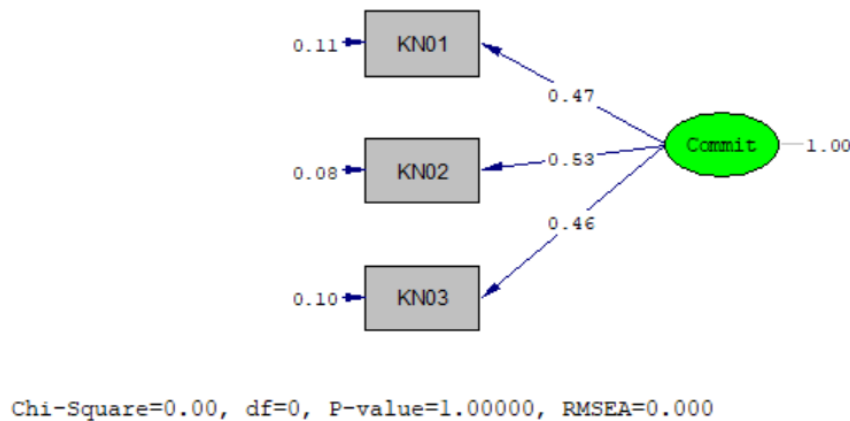 0.11 KN01
0.47
0.08 KN02 0.53 Commit 1.00
0.46
0.10 KN03
Chi-Square=0.00, df=0, P-value=1.00000, RMSEA=0.000